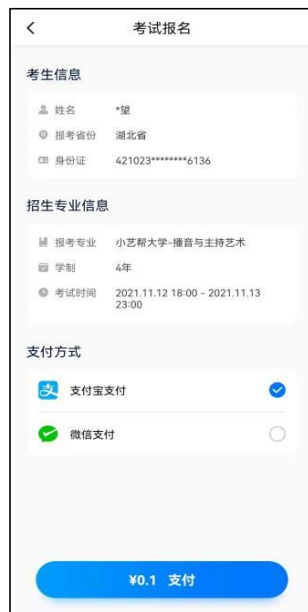 考试报名
考生信息
姓名 *望
报考省份 湖北省
身份证 421023********6136
招生专业信息
报考专业 小艺帮大学-播音与主持艺术
学制 4年
考试时间 2021.11.12 18:00 - 2021.11.13
23:00
支付方式
支 支付宝支付
微信支付
¥0.1 支付